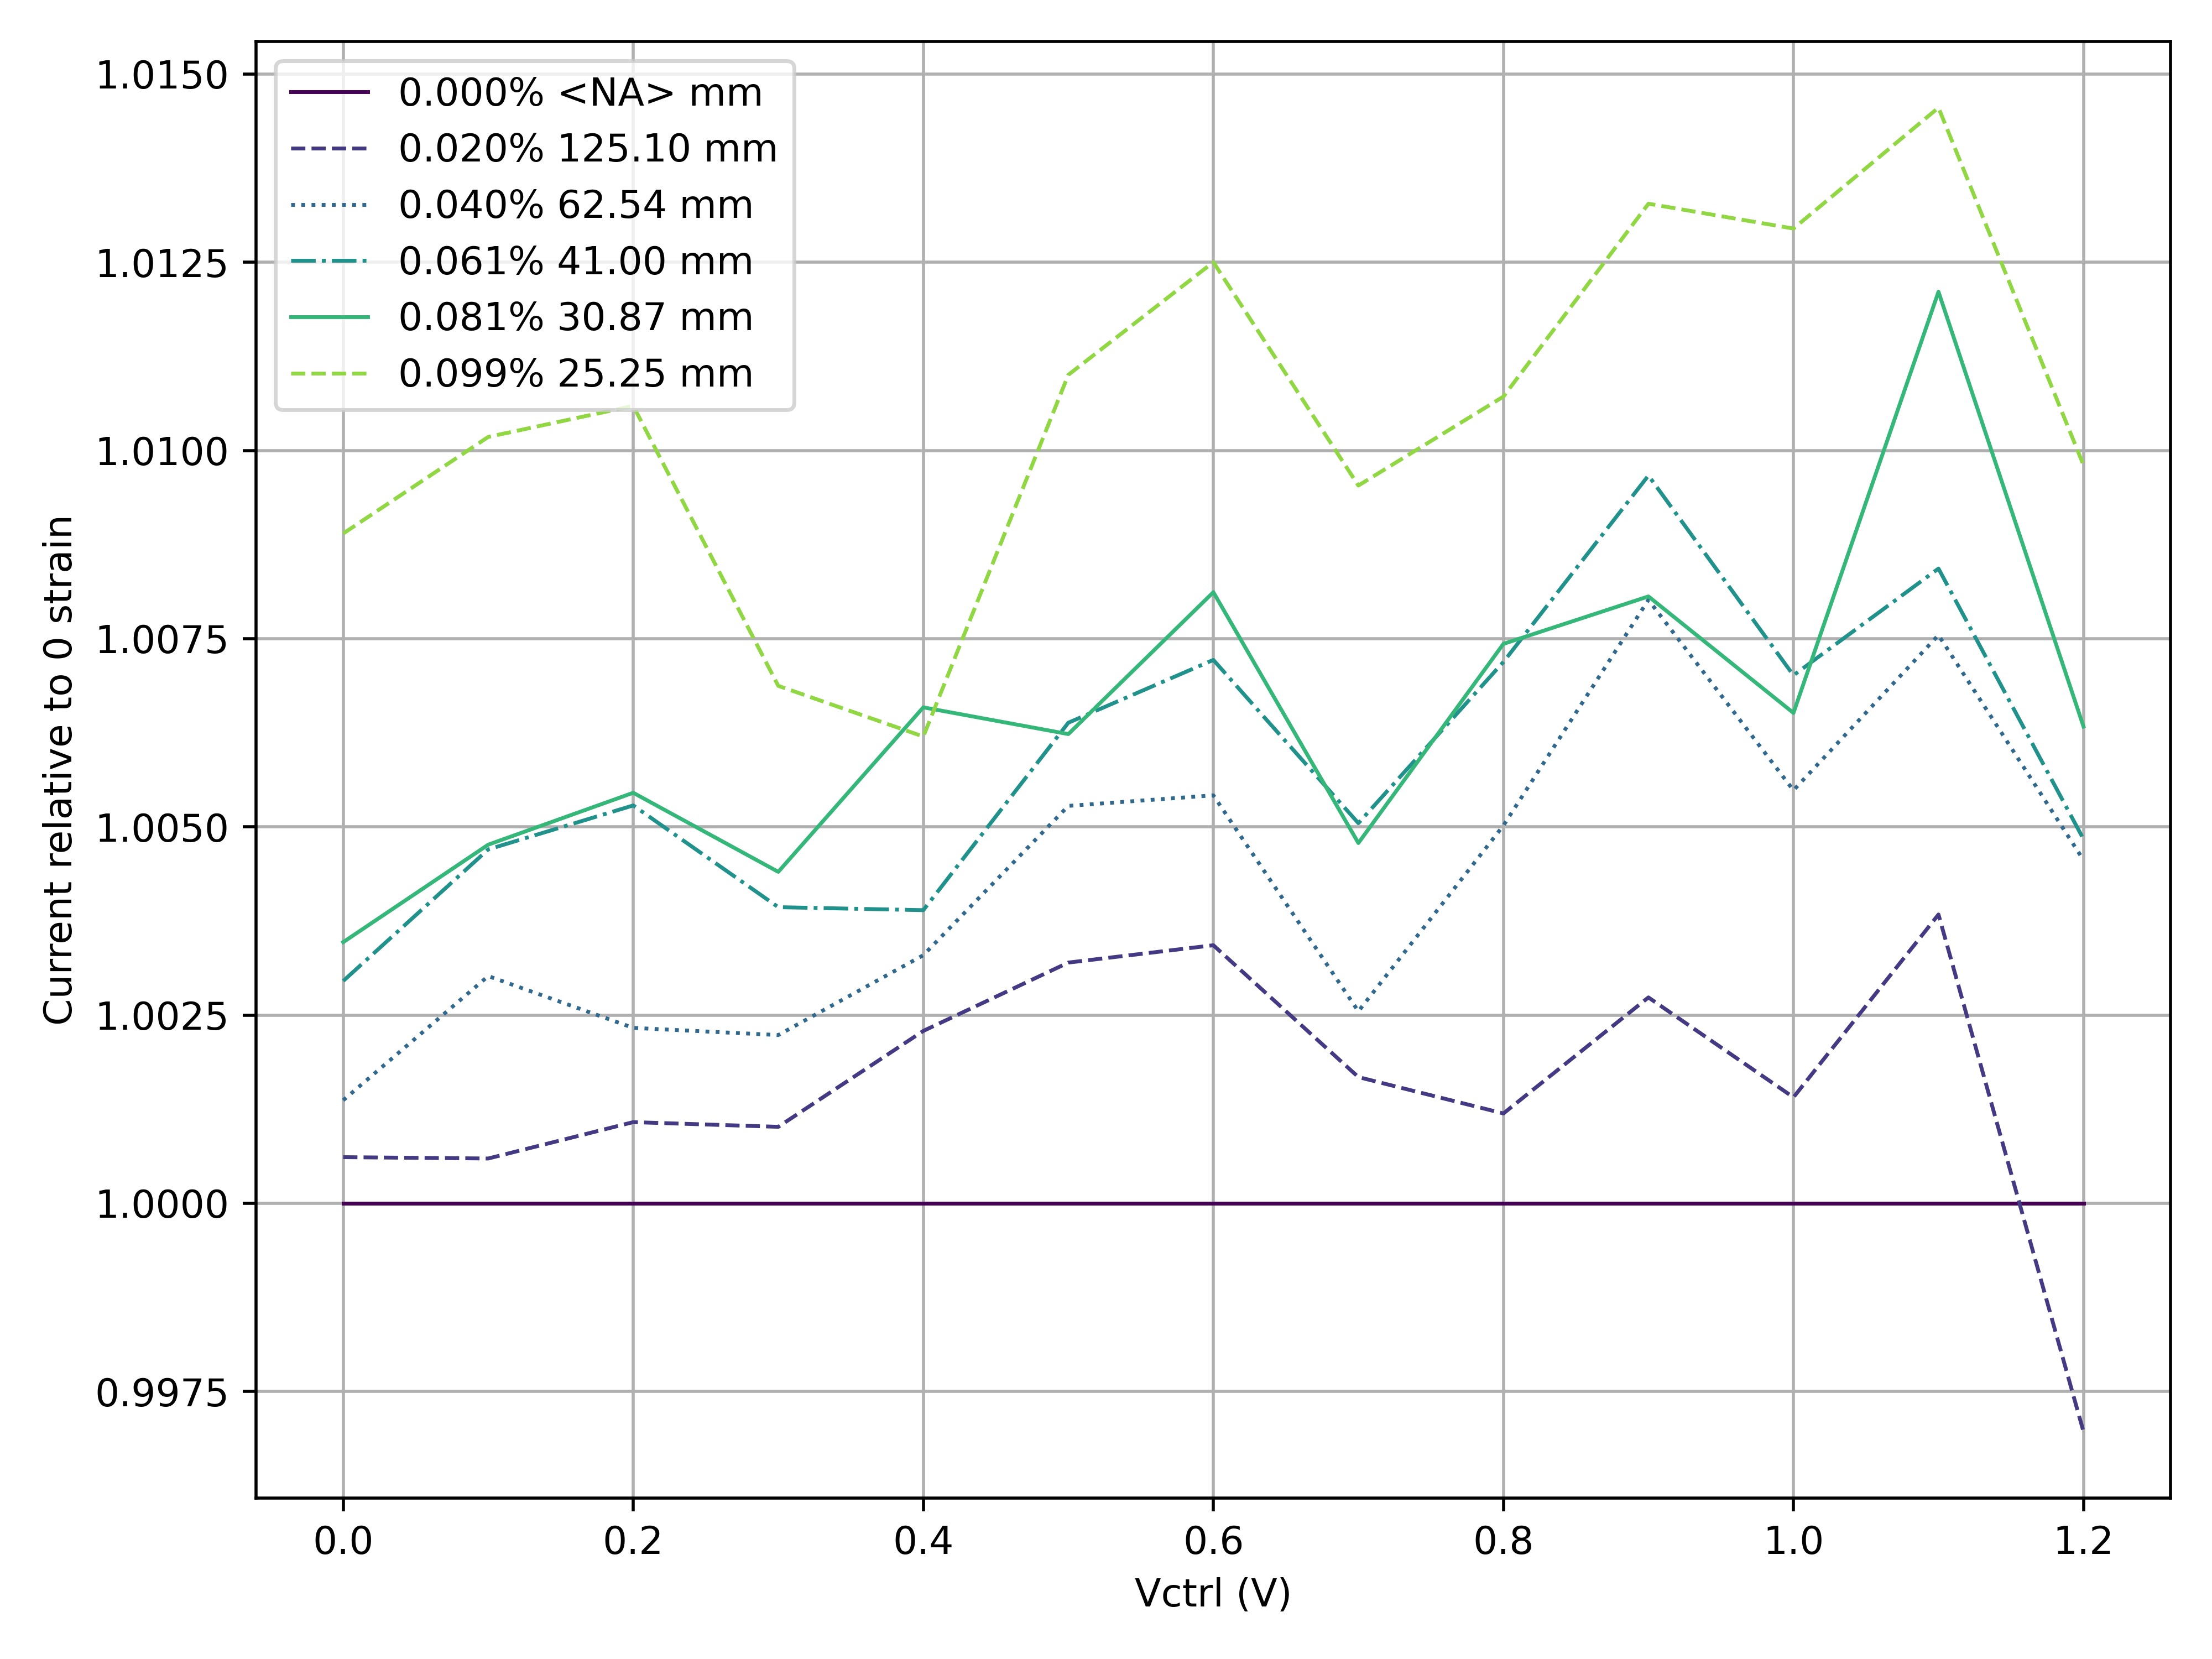 1.0150
1.0125
1.0100
1.0075
1.0050
1.0025
1.0000
0.9975
Current relative to 0 strain
0.000% <NA> mm
0.020% 125.10 mm
0.040% 62.54 mm
0.061% 41.00 mm
0.081% 30.87 mm
0.099% 25.25 mm
0.0 0.2 0.4 0.6 0.8 1.0 1.2
Vctrl (V)